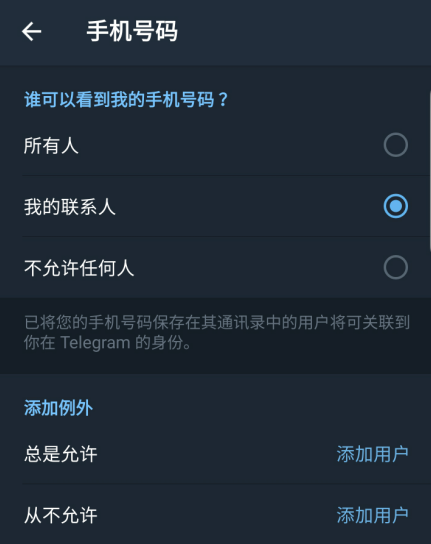 手机号码
谁可以看到我的手机号码？
所有人
我的联系人
不允许任何人
已将您的手机号码保存在其通讯录中的用户将可关联到
你在 Telegram 的身份。
添加例外
总是允许 添加用户
从不允许 添加用户